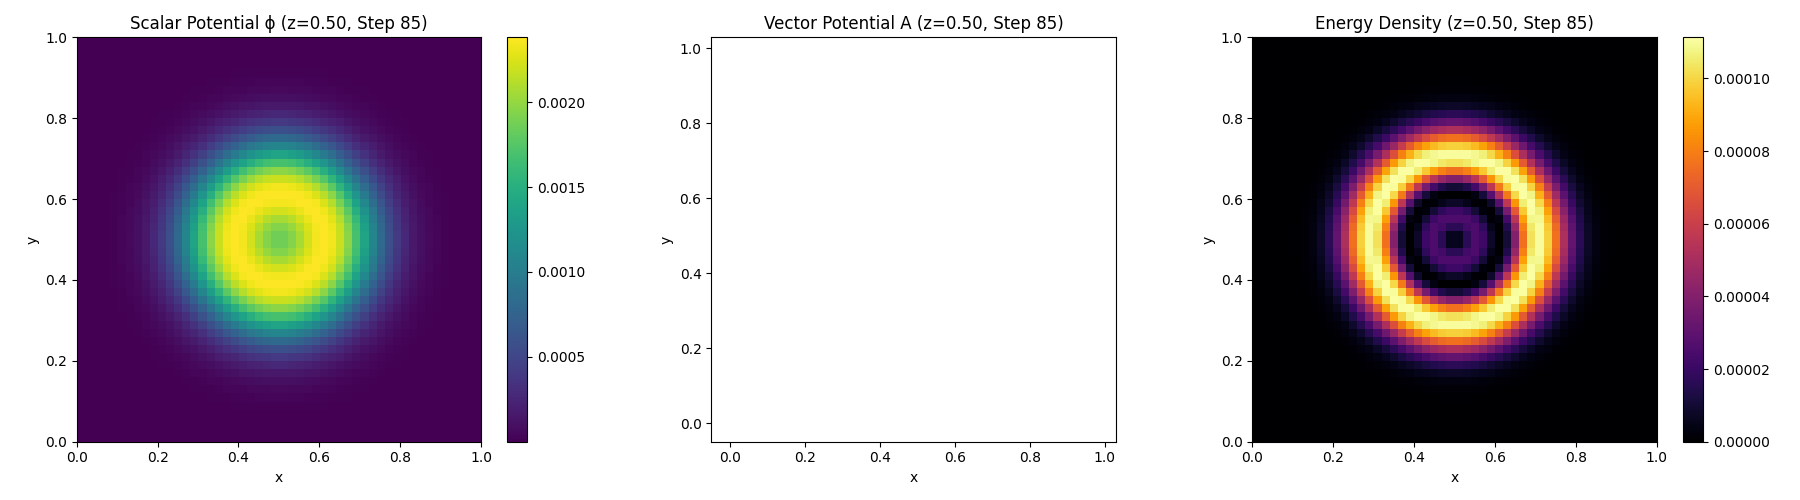 Scalar Potential ϕ (z=0.50, Step 85)
1.0
0.8
0.6
0.4
0.2
0.0
y
0.0 0.2 0.4 0.6 0.8 1.0
x
0.0020
0.0015
0.0010
0.0005
Vector Potential A (z=0.50, Step 85)
1.0
0.8
0.6
0.4
0.2
0.0
y
0.0 0.2 0.4 0.6 0.8 1.0
x
Energy Density (z=0.50, Step 85)
1.0
0.8
0.6
0.4
0.2
0.0
y
0.0 0.2 0.4 0.6 0.8 1.0
x
0.00010
0.00008
0.00006
0.00004
0.00002
0.00000